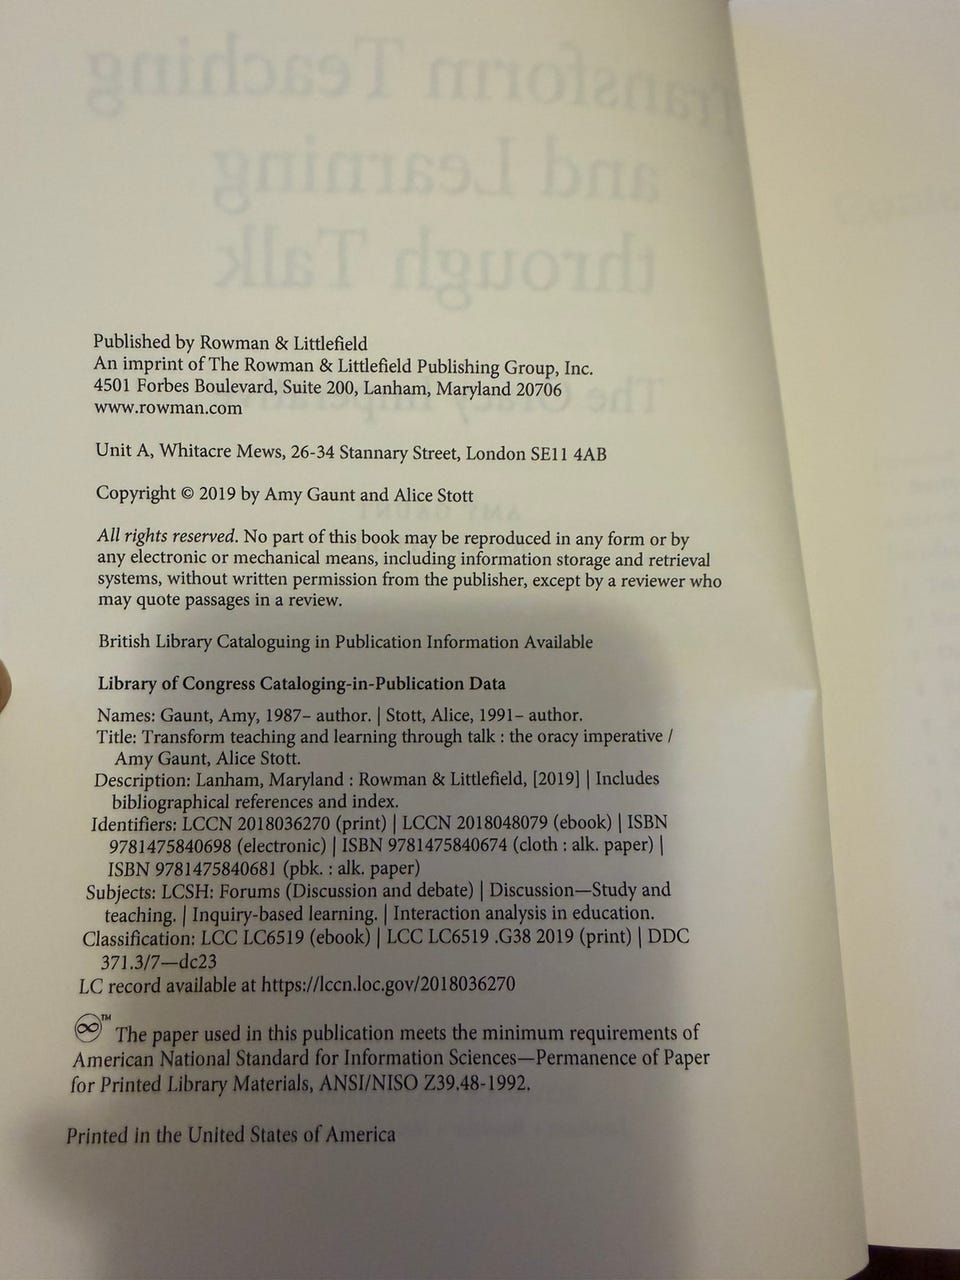 Transform Teaching
and Learning
through Talk
Published by Rowman & Littlefield
An imprint of The Rowman & Littlefield Publishing Group, Inc.
4501 Forbes Boulevard, Suite 200, Lanham, Maryland 20706
www.rowman.com
Unit A, Whitacre Mews, 26-34 Stannary Street, London SE11 4AB
Copyright © 2019 by Amy Gaunt and Alice Stott
All rights reserved. No part of this book may be reproduced in any form or by
any electronic or mechanical means, including information storage and retrieval
systems, without written permission from the publisher, except by a reviewer who
may quote passages in a review.
British Library Cataloguing in Publication Information Available
Library of Congress Cataloging-in-Publication Data
Names: Gaunt, Amy, 1987– author. | Stott, Alice, 1991– author.
Title: Transform teaching and learning through talk : the oracy imperative /
Amy Gaunt, Alice Stott.
Description: Lanham, Maryland : Rowman & Littlefield, [2019] | Includes
bibliographical references and index.
Identifiers: LCCN 2018036270 (print) | LCCN 2018048079 (ebook) | ISBN
9781475840698 (electronic) | ISBN 9781475840674 (cloth : alk. paper) |
ISBN 9781475840681 (pbk. : alk. paper)
Subjects: LCSH: Forums (Discussion and debate) | Discussion—Study and
teaching. | Inquiry-based learning. | Interaction analysis in education.
Classification: LCC LC6519 (ebook) | LCC LC6519 .G38 2019 (print) | DDC
371.3/7—dc23
LC record available at https://lccn.loc.gov/2018036270
♾™ The paper used in this publication meets the minimum requirements of
American National Standard for Information Sciences—Permanence of Paper
for Printed Library Materials, ANSI/NISO Z39.48-1992.
Printed in the United States of America